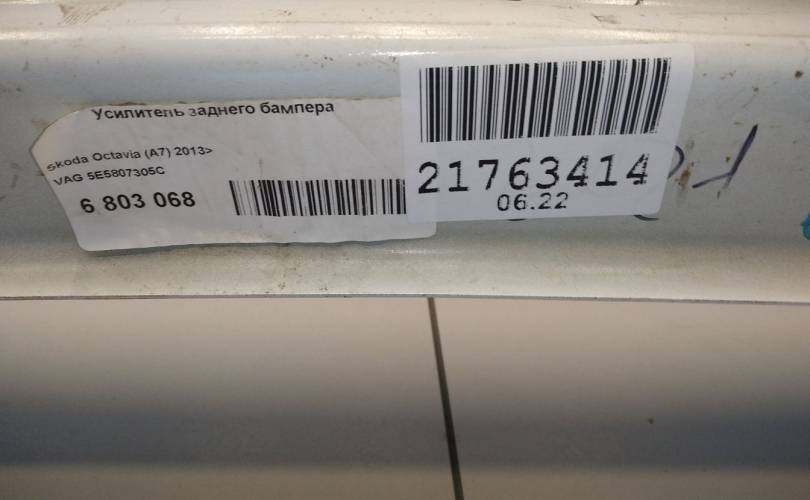 Усилитель заднего бампера
Skoda Octavia (A7) 2013>
VAG 5E5807305C
6 803 068
21763414
06.22